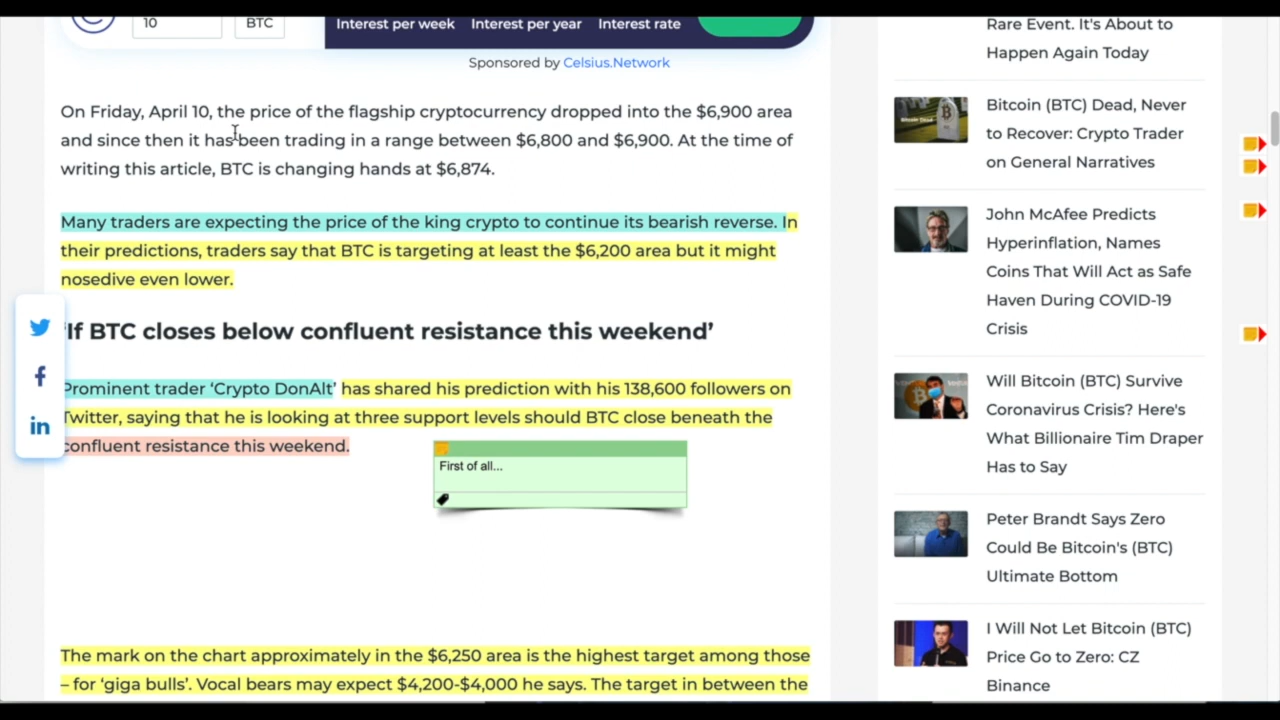 10
BTC
Interest per week
Interest per year
Interest rate
Sponsored by Celsius.Network
On Friday, April 10, the price of the flagship cryptocurrency dropped into the $6,900 area
and since then it has been trading in a range between $6,800 and $6,900. At the time of
writing this article, BTC is changing hands at $6,874.
Many traders are expecting the price of the king crypto to continue its bearish reverse. In
their predictions, traders say that BTC is targeting at least the $6,200 area but it might
nosedive even lower.
'If BTC closes below confluent resistance this weekend'
Prominent trader 'Crypto DonAlt' has shared his prediction with his 138,600 followers on
Twitter, saying that he is looking at three support levels should BTC close beneath the
confluent resistance this weekend.
First of all...
The mark on the chart approximately in the $6,250 area is the highest target among those
– for 'giga bulls'. Vocal bears may expect $4,200-$4,000 he says. The target in between the
Rare Event. It's About to
Happen Again Today
Bitcoin (BTC) Dead, Never
to Recover: Crypto Trader
on General Narratives
John McAfee Predicts
Hyperinflation, Names
Coins That Will Act as Safe
Haven During COVID-19
Crisis
Will Bitcoin (BTC) Survive
Coronavirus Crisis? Here's
What Billionaire Tim Draper
Has to Say
Peter Brandt Says Zero
Could Be Bitcoin's (BTC)
Ultimate Bottom
I Will Not Let Bitcoin (BTC)
Price Go to Zero: CZ
Binance